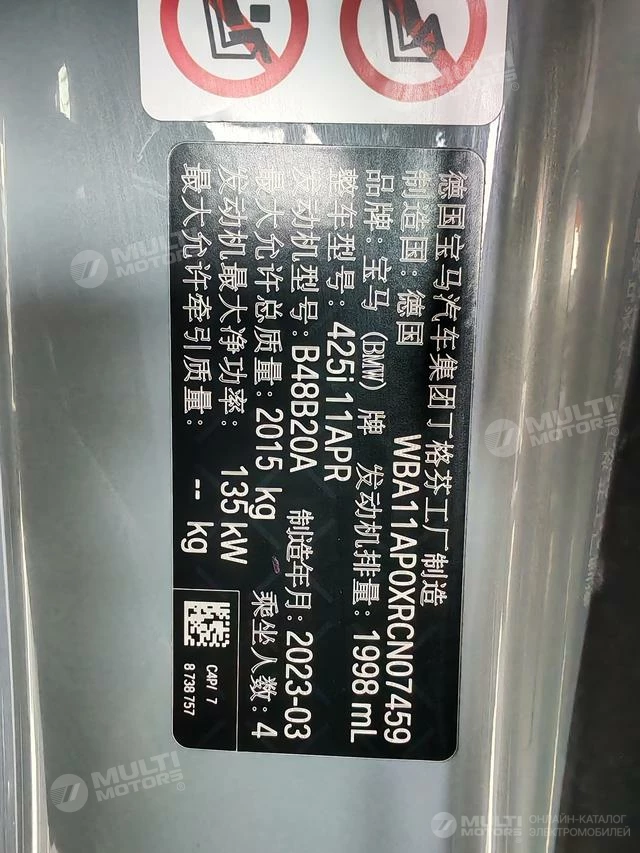 德国宝马汽车集团丁格芬工厂制造
制造国: 德国 WBA11AP0XRCN07459
品牌: 宝马 (BMW) 牌 发动机排量: 1998 mL
整车型号: 425i 11APR
发动机型号: B48B20A 制造年月: 2023-03
最大允许总质量: 2015 kg 乘坐人数: 4
发动机最大净功率: 135 kW
最大允许牵引质量: -- kg
C4P/ 7
8 738 757
MULTI MOTORS®
MULTI MOTORS®
MULTI MOTORS®
MULTI MOTORS®
ОНЛАЙН-КАТАЛОГ
ЭЛЕКТРОМОБИЛЕЙ